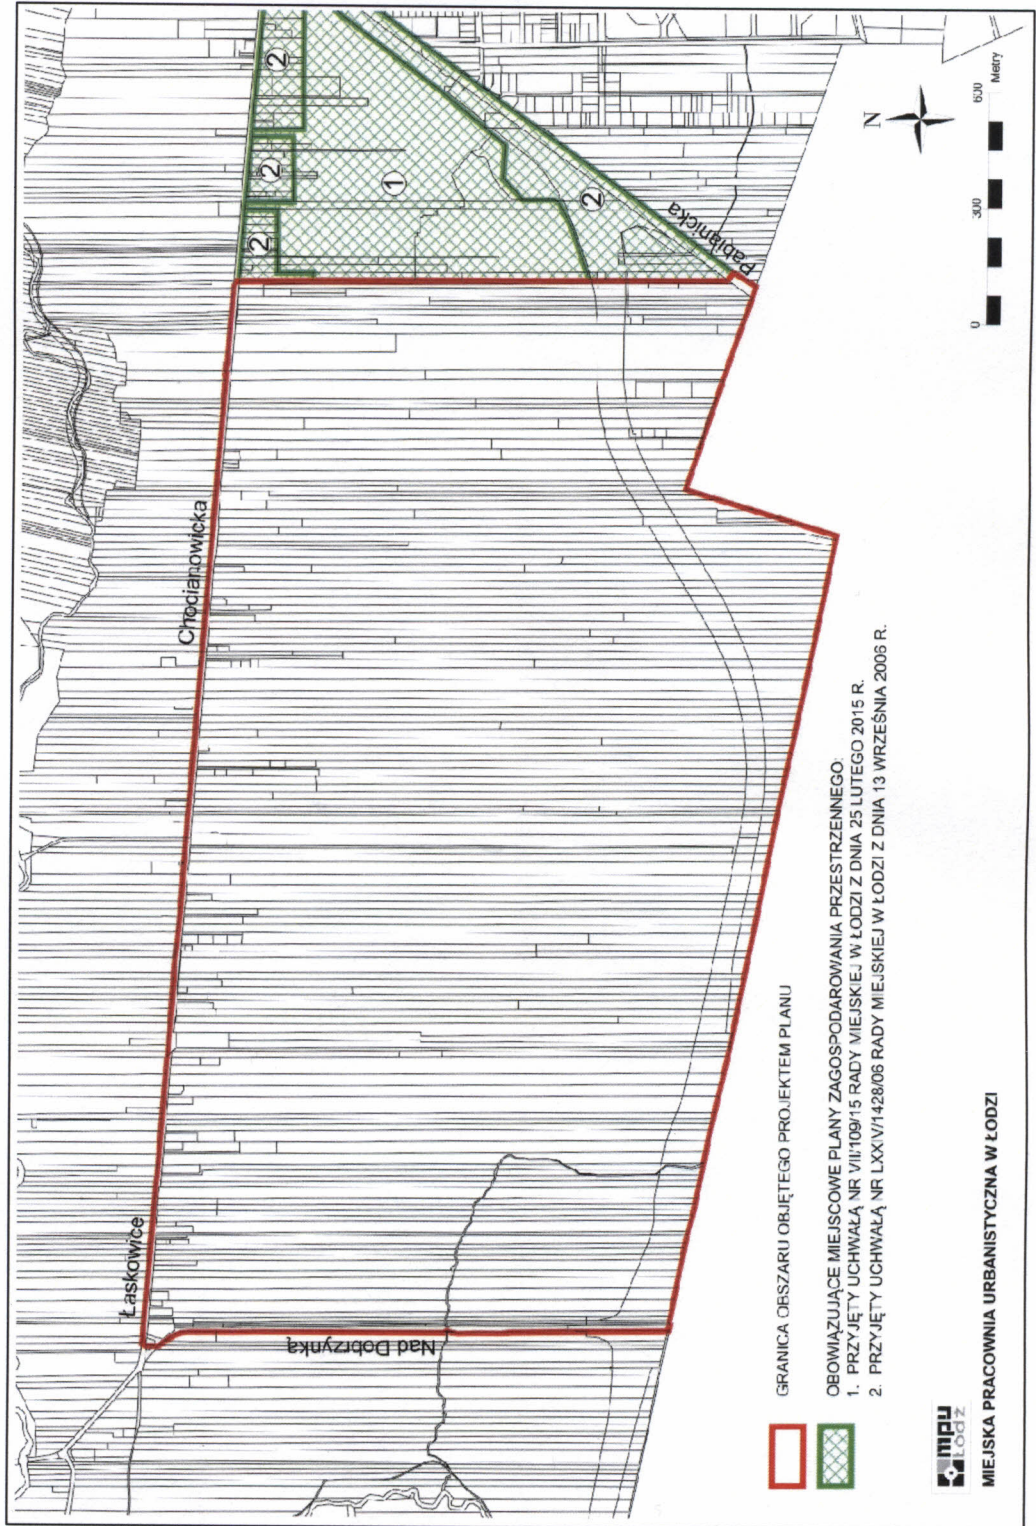 Łaskowice
Chocianowicka
Nad Dobrzynką
Pabianicka
2
2
2
1
2
N
0 300 600
Metry
GRANICA OBSZARU OBJĘTEGO PROJEKTEM PLANU
OBOWIĄZUJĄCE MIEJSCOWE PLANY ZAGOSPODAROWANIA PRZESTRZENNEGO:
1. PRZYJĘTY UCHWAŁĄ NR VII/109/15 RADY MIEJSKIEJ W ŁODZI Z DNIA 25 LUTEGO 2015 R.
2. PRZYJĘTY UCHWAŁĄ NR LXXIV/1428/06 RADY MIEJSKIEJ W ŁODZI Z DNIA 13 WRZEŚNIA 2006 R.
mpu
Łódź
MIEJSKA PRACOWNIA URBANISTYCZNA W ŁODZI